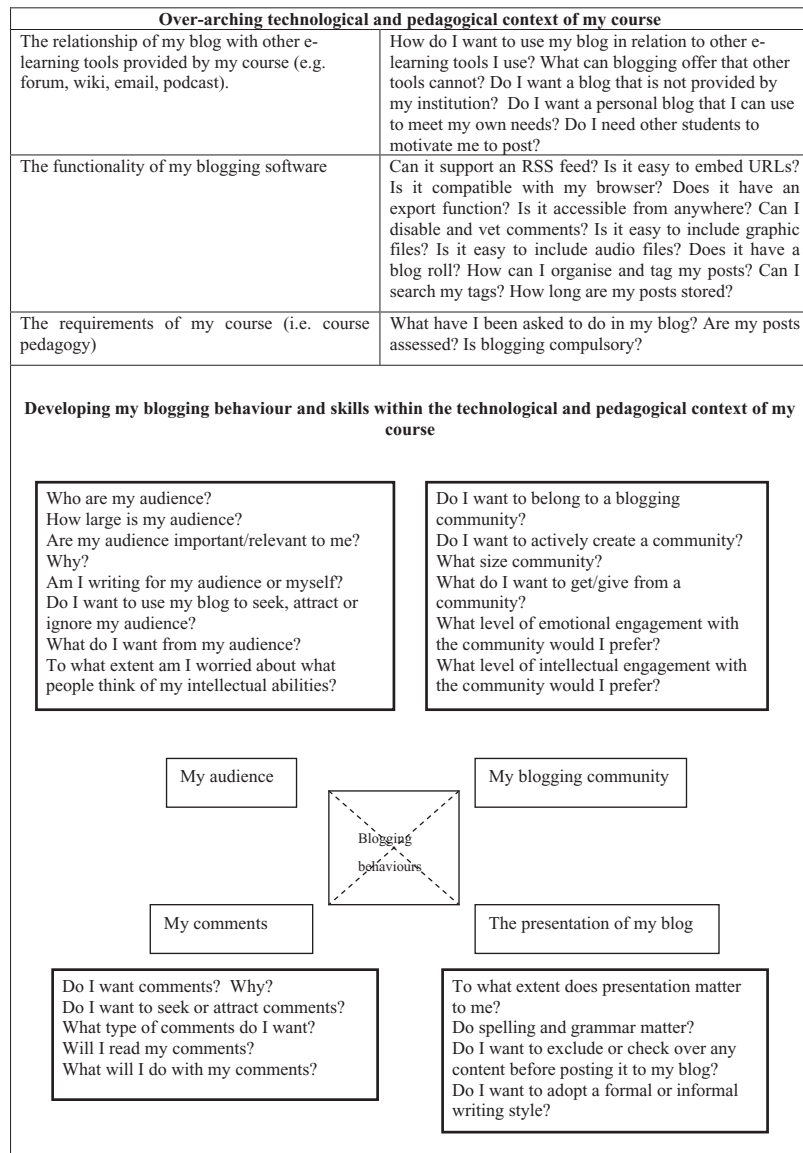 Over-arching technological and pedagogical context of my course
The relationship of my blog with other e-
learning tools provided by my course (e.g.
forum, wiki, email, podcast).
How do I want to use my blog in relation to other e-
learning tools I use? What can blogging offer that other
tools cannot? Do I want a blog that is not provided by
my institution?  Do I want a personal blog that I can use
to meet my own needs? Do I need other students to
motivate me to post?
The functionality of my blogging software
Can it support an RSS feed? Is it easy to embed URLs?
Is it compatible with my browser? Does it have an
export function? Is it accessible from anywhere? Can I
disable and vet comments? Is it easy to include graphic
files? Is it easy to include audio files? Does it have a
blog roll? How can I organise and tag my posts? Can I
search my tags? How long are my posts stored?
The requirements of my course (i.e. course
pedagogy)
What have I been asked to do in my blog? Are my posts
assessed? Is blogging compulsory?
Developing my blogging behaviour and skills within the technological and pedagogical context of my
course
Who are my audience?
How large is my audience?
Are my audience important/relevant to me?
Why?
Am I writing for my audience or myself?
Do I want to use my blog to seek, attract or
ignore my audience?
What do I want from my audience?
To what extent am I worried about what
people think of my intellectual abilities?
Do I want to belong to a blogging
community?
Do I want to actively create a community?
What size community?
What do I want to get/give from a
community?
What level of emotional engagement with
the community would I prefer?
What level of intellectual engagement with
the community would I prefer?
My audience
My blogging community
Blogging
behaviours
My comments
The presentation of my blog
Do I want comments?  Why?
Do I want to seek or attract comments?
What type of comments do I want?
Will I read my comments?
What will I do with my comments?
To what extent does presentation matter
to me?
Do spelling and grammar matter?
Do I want to exclude or check over any
content before posting it to my blog?
Do I want to adopt a formal or informal
writing style?